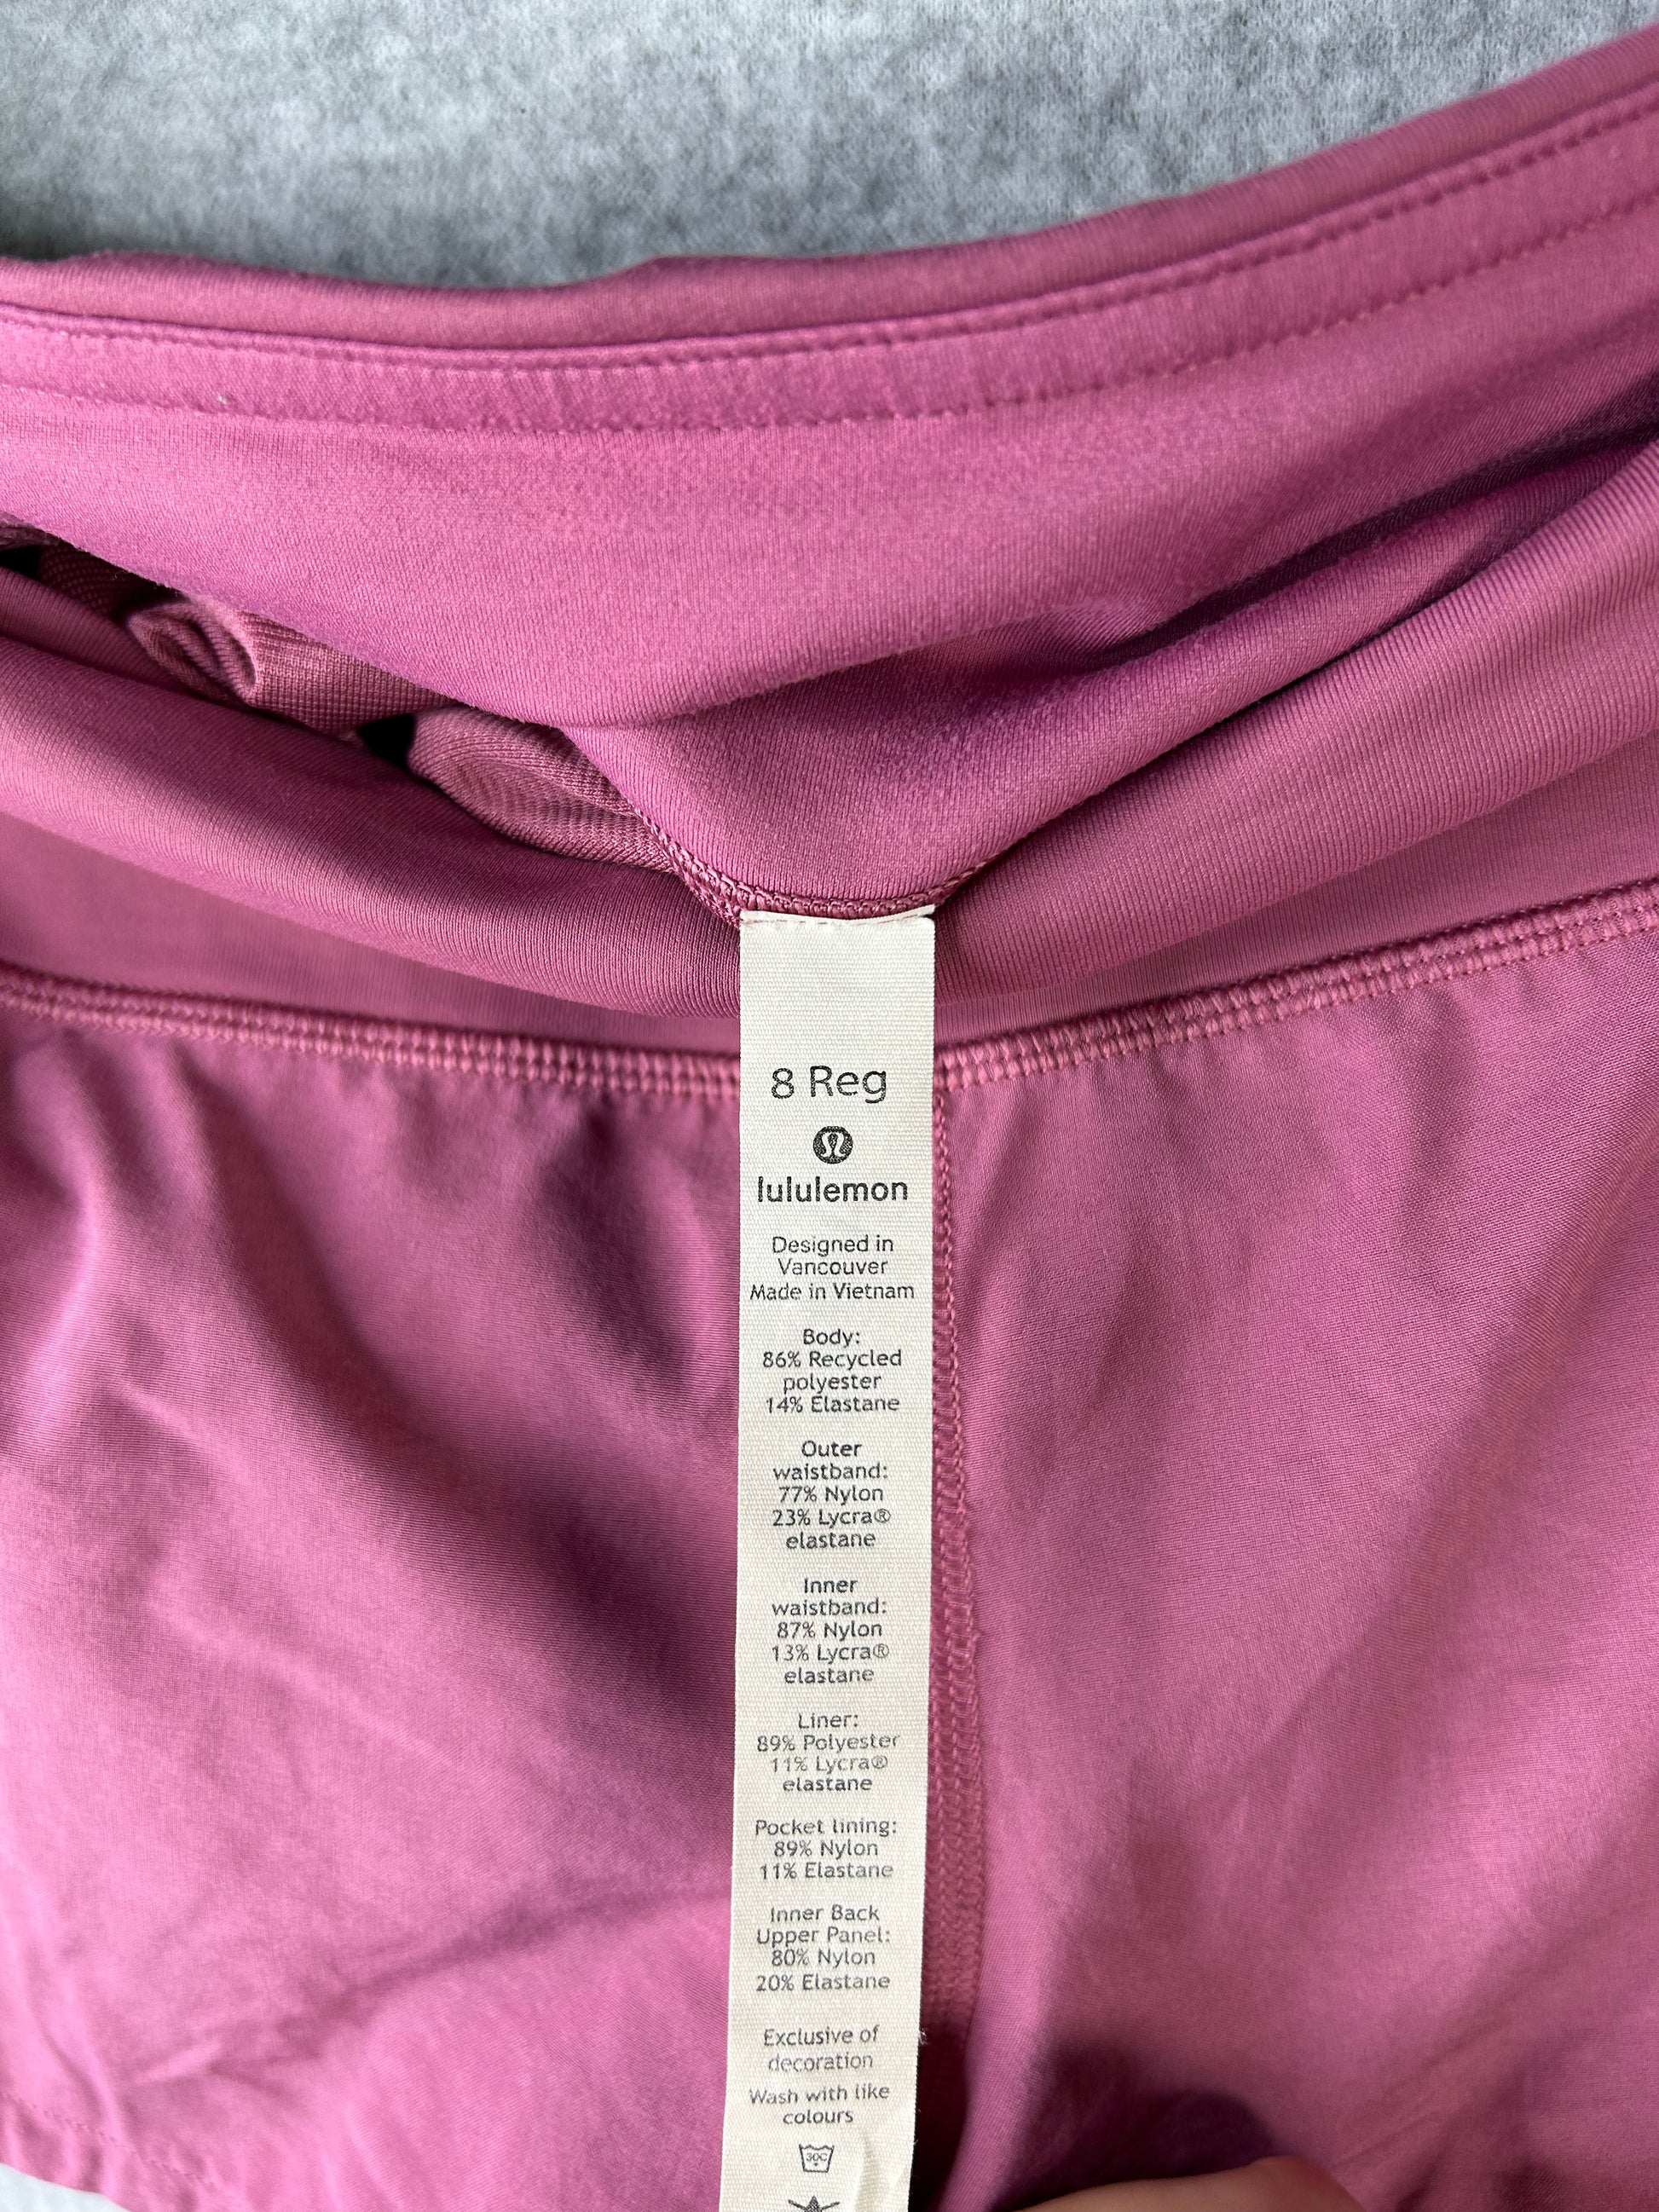 8 Reg
lululemon
Designed in
Vancouver
Made in Vietnam
Body:
86% Recycled
polyester
14% Elastane
Outer
waistband:
77% Nylon
23% Lycra®
elastane
Inner
waistband:
87% Nylon
13% Lycra®
elastane
Liner:
89% Polyester
11% Lycra®
elastane
Pocket lining:
89% Nylon
11% Elastane
Inner Back
Upper Panel:
80% Nylon
20% Elastane
Exclusive of
decoration
Wash with like
colours
30C